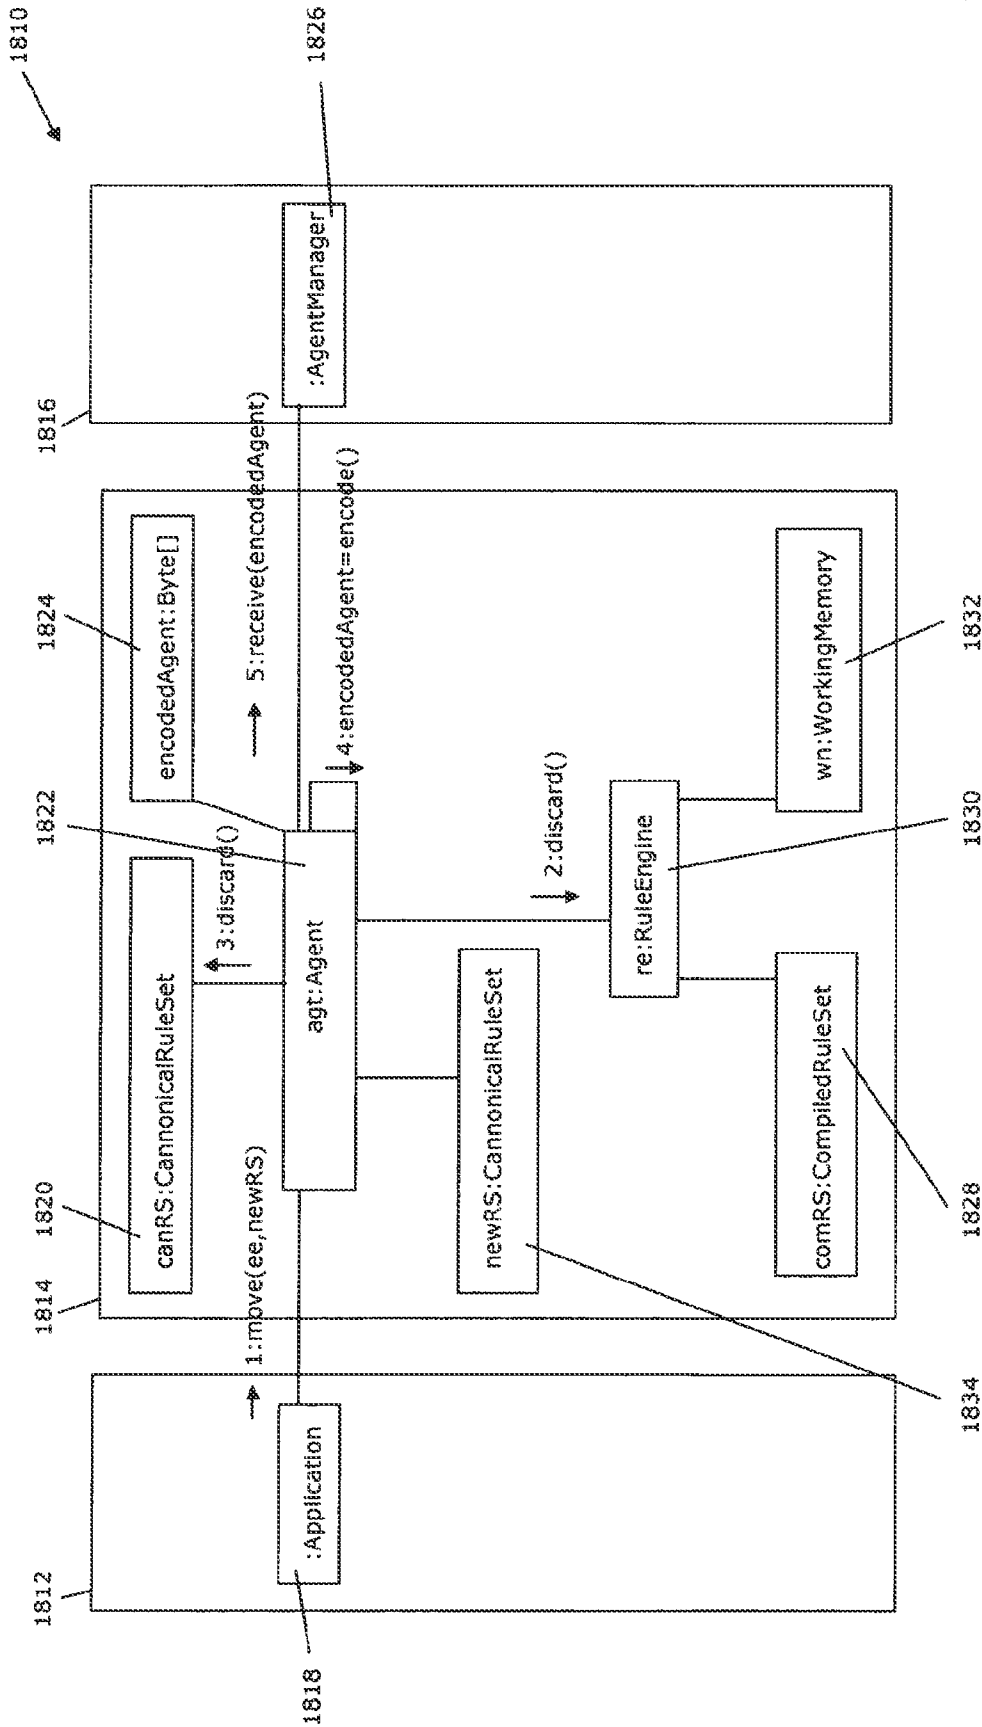 1810
1812
1814
1816
1820
1824
1822
1826
canRS:CannonicalRuleSet
encodedAgent:Byte[]
1:move(ee,newRS)
3:discard()
5:receive(encodedAgent)
:Application
agt:Agent
4:encodedAgent=encode()
:AgentManager
1818
newRS:CannonicalRuleSet
2:discard()
re:RuleEngine
comRS:CompiledRuleSet
wn:WorkingMemory
1834
1828
1830
1832